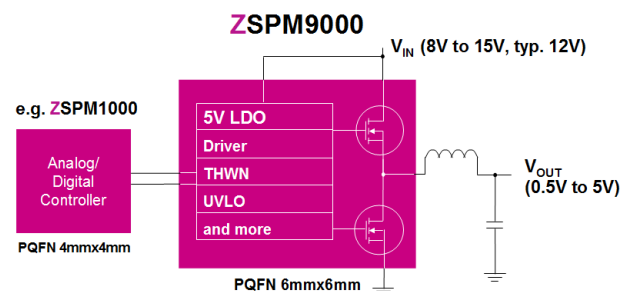 ZSPM9000
VIN (8V to 15V, typ. 12V)
e.g. ZSPM1000
5V LDO
Driver
THWN
UVLO
and more
Analog/
Digital
Controller
VOUT
(0.5V to 5V)
PQFN 4mmx4mm
PQFN 6mmx6mm